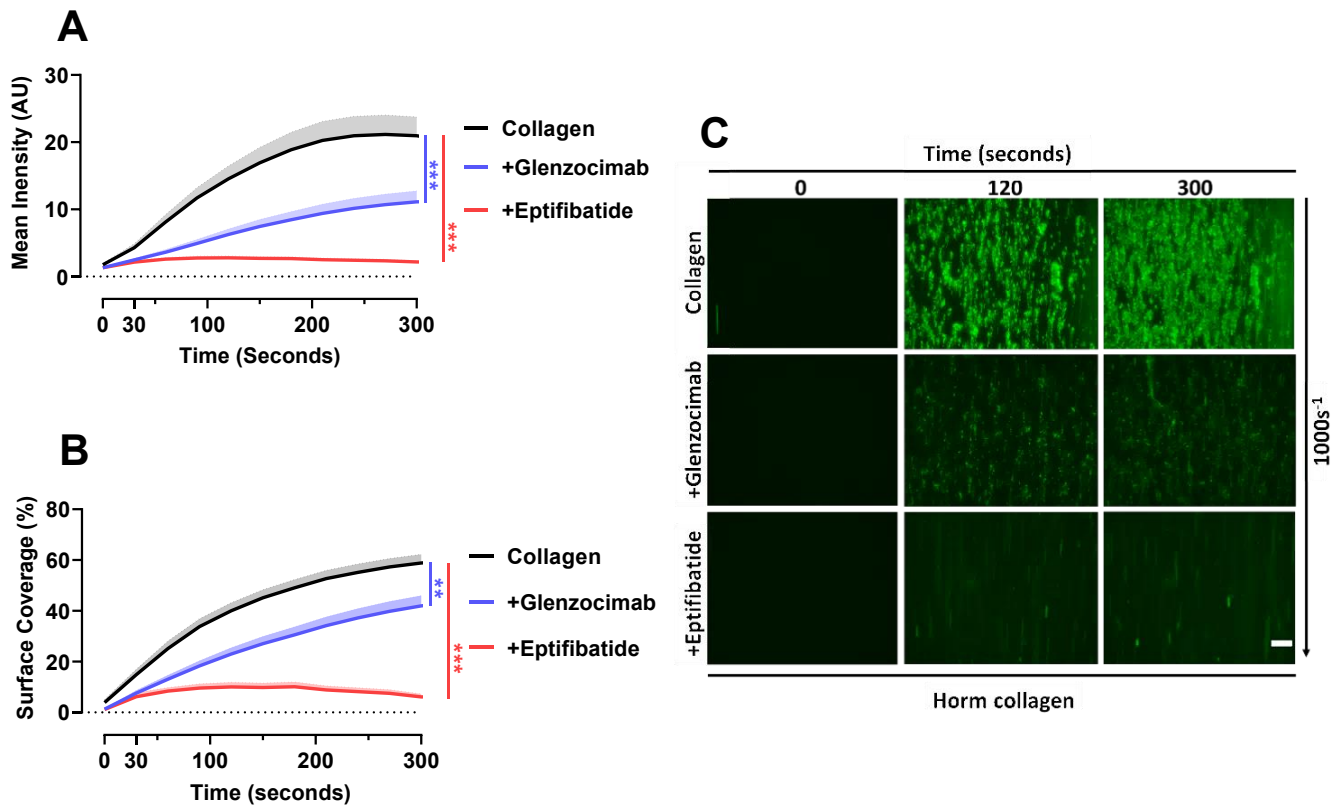 A
Mean Inensity (AU)
30
20
10
0
0 30 100 200 300
Time (Seconds)
Collagen
+Glenzocimab
+Eptifibatide
***
***
B
Surface Coverage (%)
80
60
40
20
0
0 30 100 200 300
Time (seconds)
Collagen
+Glenzocimab
+Eptifibatide
**
***
C
Time (seconds)
0 120 300
Collagen
+Glenzocimab
+Eptifibatide
1000s⁻¹
Horm collagen